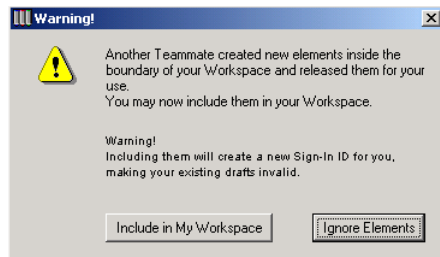 Warning!
Another Teammate created new elements inside the
boundary of your Workspace and released them for your
use.
You may now include them in your Workspace.
Warning!
Including them will create a new Sign-In ID for you,
making your existing drafts invalid.
Include in My Workspace
Ignore Elements